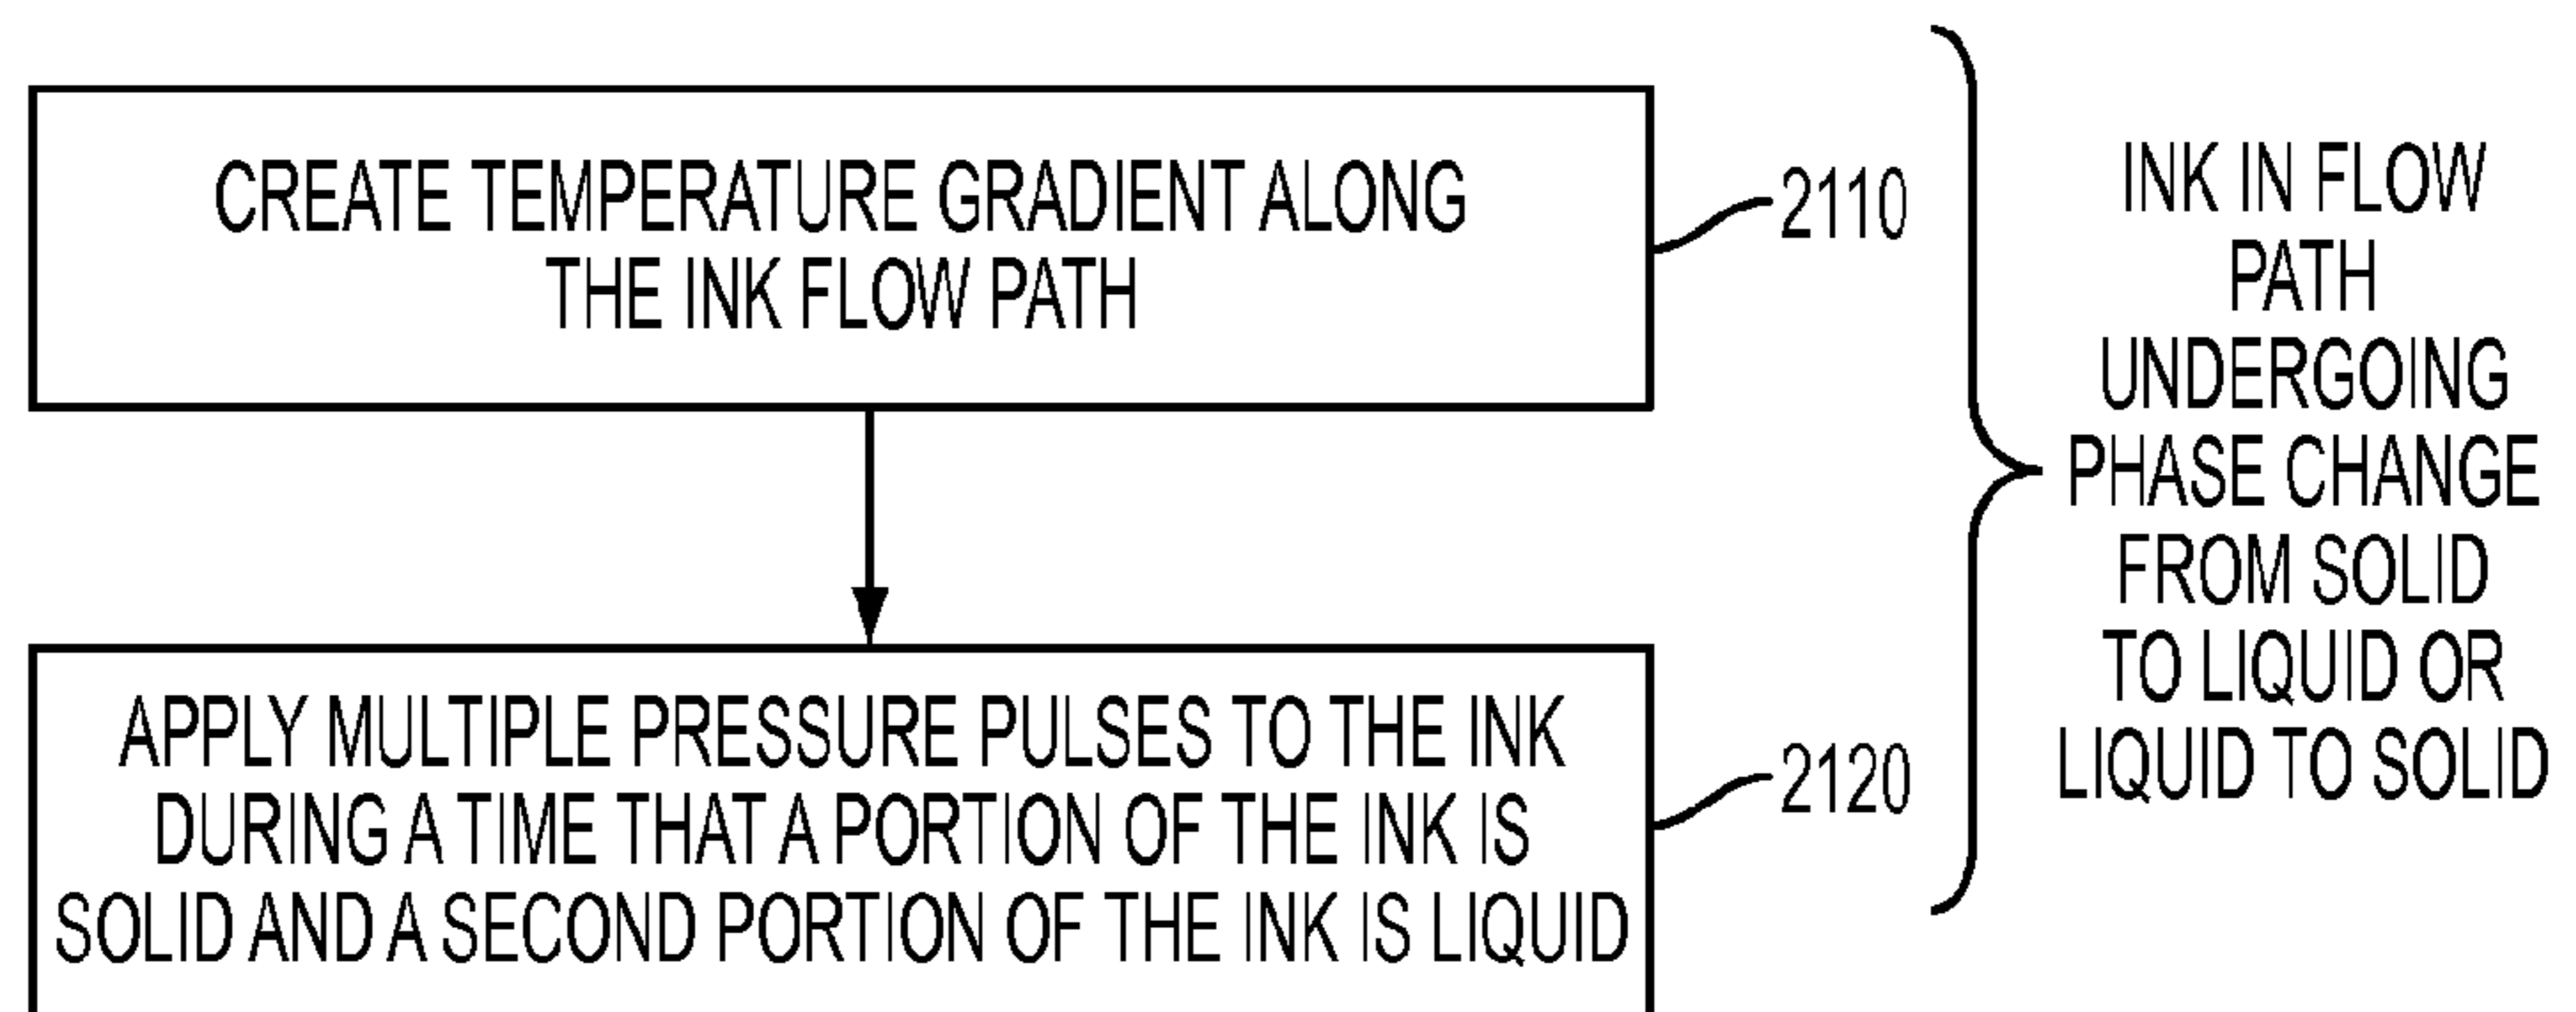 CREATE TEMPERATURE GRADIENT ALONG
THE INK FLOW PATH
2110
APPLY MULTIPLE PRESSURE PULSES TO THE INK
DURING A TIME THAT A PORTION OF THE INK IS
SOLID AND A SECOND PORTION OF THE INK IS LIQUID
2120
INK IN FLOW
PATH
UNDERGOING
PHASE CHANGE
FROM SOLID
TO LIQUID OR
LIQUID TO SOLID